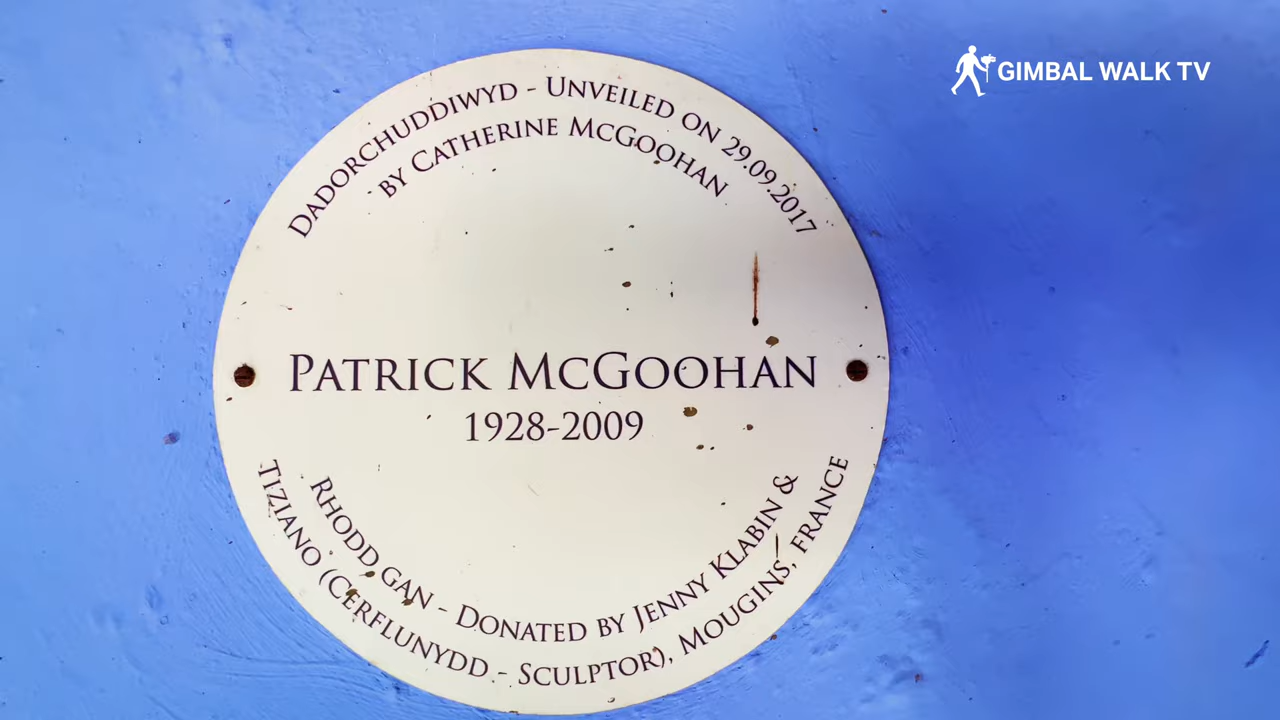 DADORCHUDDIWYD - UNVEILED ON 29.09.2017
BY CATHERINE MCGOOHAN
PATRICK MCGOOHAN
1928-2009
RHODD GAN - DONATED BY JENNY KLABIN &
TIZIANO (CERFLUNYDD - SCULPTOR), MOUGINS, FRANCE
GIMBAL WALK TV